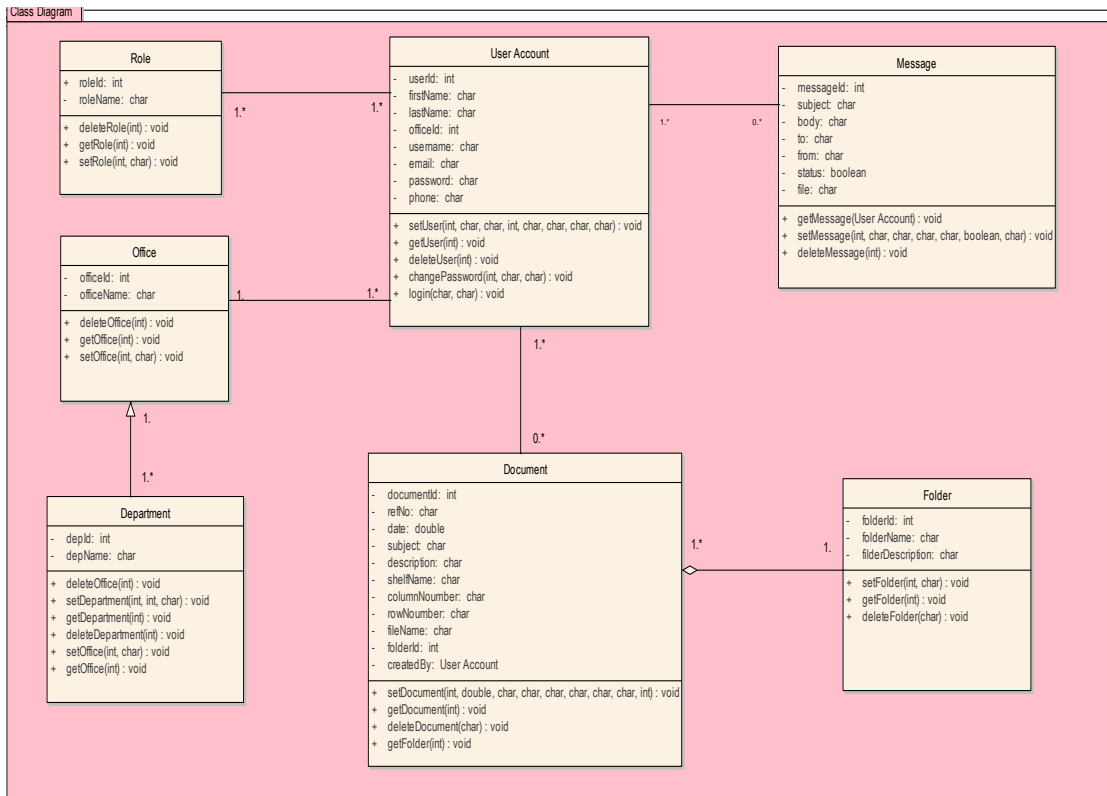 Class Diagram
Role
+ roleId: int
- roleName: char
+ deleteRole(int) : void
+ getRole(int) : void
+ setRole(int, char) : void
1.*
1.*
User Account
- userId: int
- firstName: char
- lastName: char
- officeId: int
- username: char
- email: char
- password: char
- phone: char
+ setUser(int, char, char, int, char, char, char, char) : void
+ getUser(int) : void
+ deleteUser(int) : void
+ changePassword(int, char, char) : void
+ login(char, char) : void
1.*
0.*
Message
- messageId: int
- subject: char
- body: char
- to: char
- from: char
- status: boolean
- file: char
+ getMessage(User Account) : void
+ setMessage(int, char, char, char, char, boolean, char) : void
+ deleteMessage(int) : void
Office
- officeId: int
- officeName: char
+ deleteOffice(int) : void
+ getOffice(int) : void
+ setOffice(int, char) : void
1.
1.*
1.
1.*
1.*
0.*
Department
- depId: int
- depName: char
+ deleteOffice(int) : void
+ setDepartment(int, int, char) : void
+ getDepartment(int) : void
+ deleteDepartment(int) : void
+ setOffice(int, char) : void
+ getOffice(int) : void
Document
- documentId: int
- refNo: char
- date: double
- subject: char
- description: char
- shelfName: char
- columnNoumber: char
- rowNoumber: char
- fileName: char
- folderId: int
- createdBy: User Account
+ setDocument(int, double, char, char, char, char, char, char, int) : void
+ getDocument(int) : void
+ deleteDocument(char) : void
+ getFolder(int) : void
1.*
1.
Folder
- folderId: int
- folderName: char
- filderDescription: char
+ setFolder(int, char) : void
+ getFolder(int) : void
+ deleteFolder(char) : void